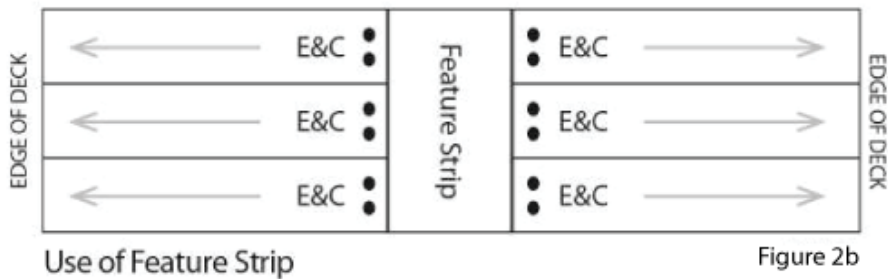 EDGE OF DECK
E&C
E&C
E&C
Feature Strip
E&C
E&C
E&C
EDGE OF DECK
Use of Feature Strip
Figure 2b